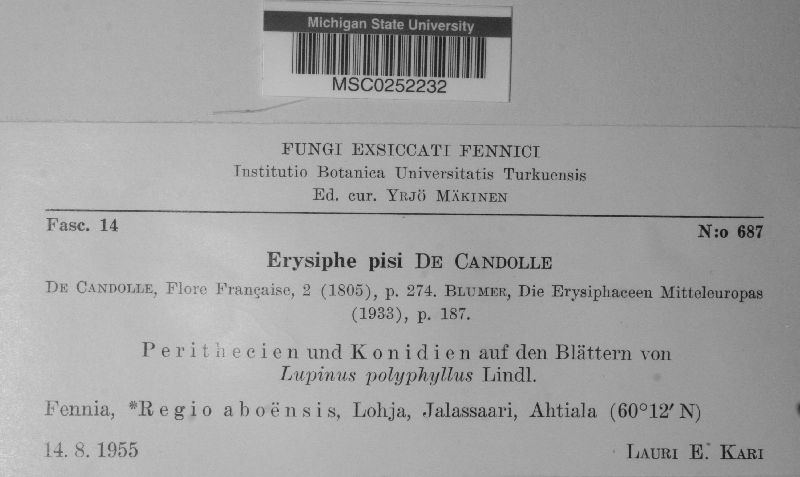 Michigan State University
MSC0252232
FUNGI EXSICCATI FENNICI
Institutio Botanica Universitatis Turkuensis
Ed. cur. YRJÖ MÄKINEN
Fasc. 14 N:o 687
Erysiphe pisi DE CANDOLLE
DE CANDOLLE, Flore Française, 2 (1805), p. 274. BLUMER, Die Erysiphaceen Mitteleuropas
(1933), p. 187.
Perithecien und Konidien auf den Blättern von
Lupinus polyphyllus Lindl.
Fennia, *Regio aboënsis, Lohja, Jalassaari, Ahtiala (60°12' N)
14. 8. 1955 LAURI E. KARI